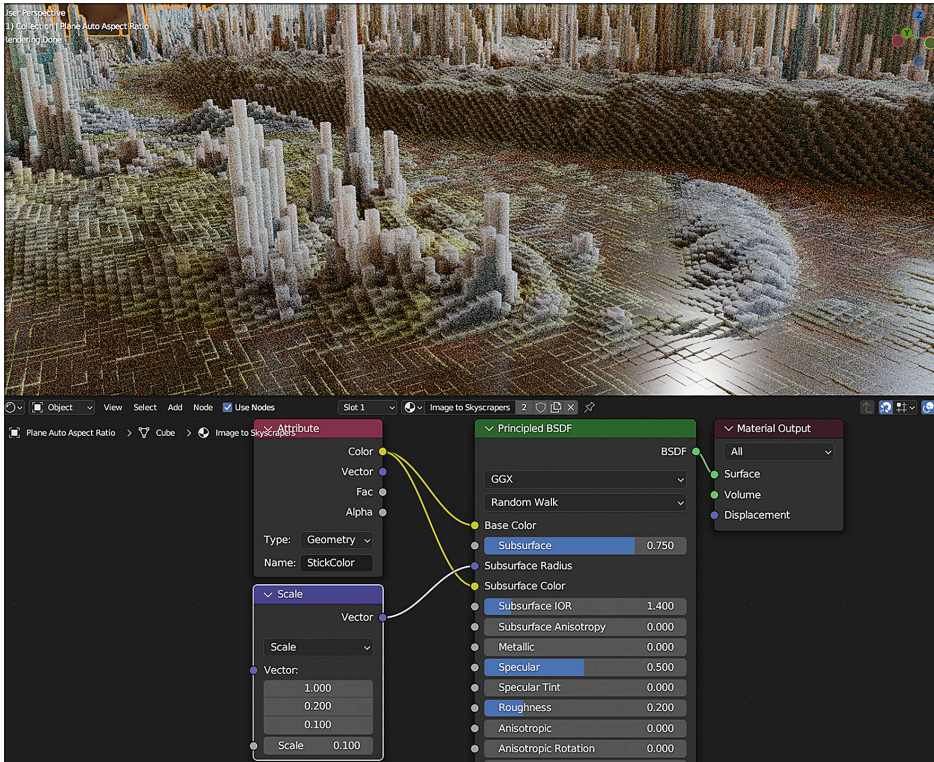 User Perspective
(1) Collection | Plane Auto Aspect Ratio
Rendering Done
Z
Y
Object
View
Select
Add
Node
Use Nodes
Slot 1
Image to Skyscrapers
2
Plane Auto Aspect Ratio
Cube
Image to Skyscrapers
Attribute
Color
Vector
Fac
Alpha
Type:
Geometry
Name:
StickColor
Scale
Vector
Scale
Vector:
1.000
0.200
0.100
Scale 0.100
Principled BSDF
BSDF
GGX
Random Walk
Base Color
Subsurface 0.750
Subsurface Radius
Subsurface Color
Subsurface IOR 1.400
Subsurface Anisotropy 0.000
Metallic 0.000
Specular 0.500
Specular Tint 0.000
Roughness 0.200
Anisotropic 0.000
Anisotropic Rotation 0.000
Material Output
All
Surface
Volume
Displacement